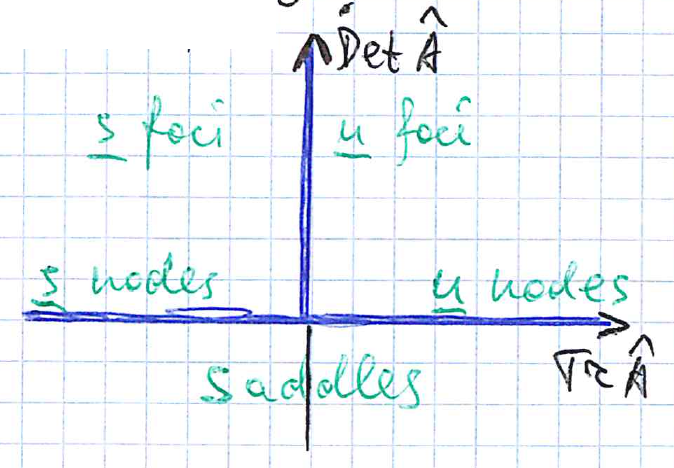 Det Â
s foci u foci
s nodes u nodes
Tr Â
Saddles